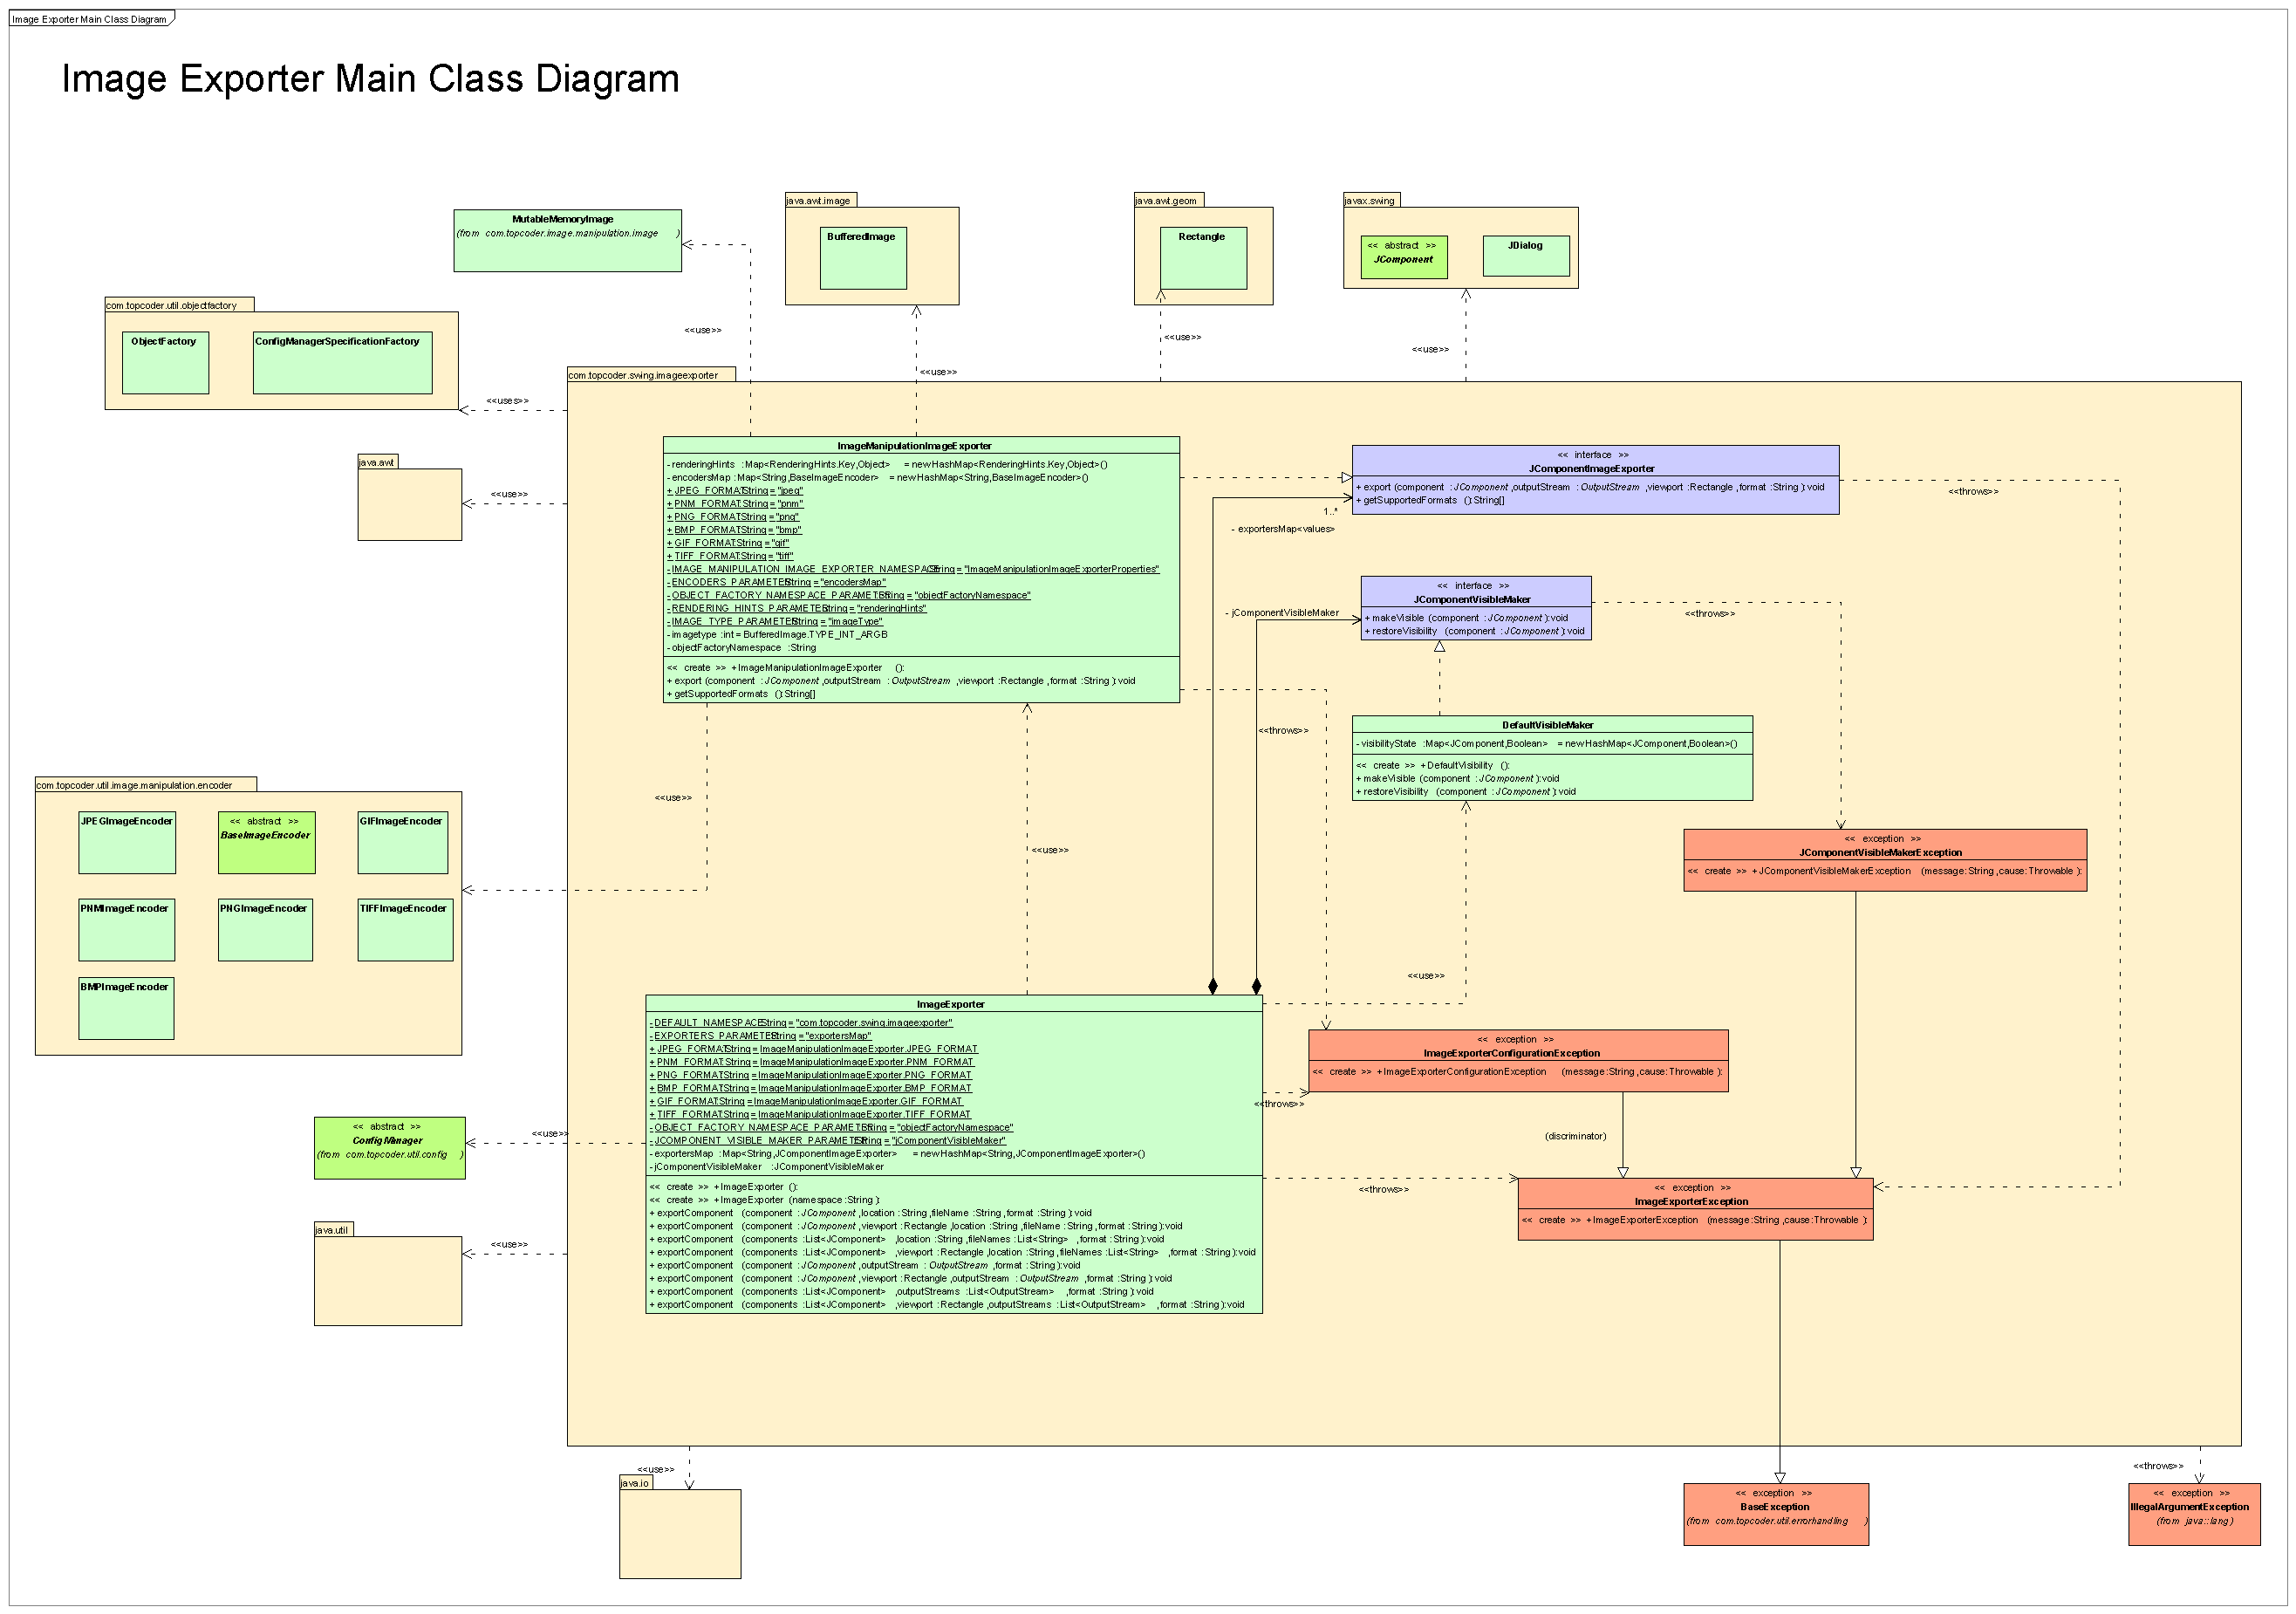 Image Exporter Main Class Diagram
Image Exporter Main Class Diagram
MutableMemoryImage
(from com.topcoder.image.manipulation.image )
java.awt.image
BufferedImage
java.awt.geom
Rectangle
javax.swing
<< abstract >>
JComponent
JDialog
com.topcoder.util.objectfactory
ObjectFactory
ConfigManagerSpecificationFactory
<<use>>
<<use>>
<<use>>
<<use>>
<<uses>>
com.topcoder.swing.imageexporter
java.awt
<<use>>
ImageManipulationImageExporter
- renderingHints : Map<RenderingHints.Key,Object> = new HashMap<RenderingHints.Key,Object>()
- encodersMap : Map<String,BaseImageEncoder> = new HashMap<String,BaseImageEncoder>()
+ JPEG_FORMAT:String = "jpeg"
+ PNM_FORMAT:String = "pnm"
+ PNG_FORMAT:String = "png"
+ BMP_FORMAT:String = "bmp"
+ GIF_FORMAT:String = "gif"
+ TIFF_FORMAT:String = "tiff"
- IMAGE_MANIPULATION_IMAGE_EXPORTER_NAMESPACE:String = "ImageManipulationImageExporterProperties"
- ENCODERS_PARAMETER:String = "encodersMap"
- OBJECT_FACTORY_NAMESPACE_PARAMETER:String = "objectFactoryNamespace"
- RENDERING_HINTS_PARAMETER:String = "renderingHints"
- IMAGE_TYPE_PARAMETER:String = "imageType"
- imagetype : int = BufferedImage.TYPE_INT_ARGB
- objectFactoryNamespace : String
<< create >> + ImageManipulationImageExporter ():
+ export (component : JComponent , outputStream : OutputStream , viewport : Rectangle , format : String ): void
+ getSupportedFormats (): String[]
<< interface >>
JComponentImageExporter
+ export (component : JComponent , outputStream : OutputStream , viewport : Rectangle , format : String ): void
+ getSupportedFormats (): String[]
<<throws>>
1..*
- exportersMap<values>
<< interface >>
JComponentVisibleMaker
+ makeVisible (component : JComponent ): void
+ restoreVisibility (component : JComponent ): void
- jComponentVisibleMaker
<<throws>>
<<throws>>
DefaultVisibleMaker
- visibilityState : Map<JComponent,Boolean> = new HashMap<JComponent,Boolean>()
<< create >> + DefaultVisibility ():
+ makeVisible (component : JComponent ): void
+ restoreVisibility (component : JComponent ): void
com.topcoder.util.image.manipulation.encoder
JPEGImageEncoder
<< abstract >>
BaseImageEncoder
GIFImageEncoder
PNMImageEncoder
PNGImageEncoder
TIFFImageEncoder
BMPImageEncoder
<<use>>
<<use>>
<<use>>
<< exception >>
JComponentVisibleMakerException
<< create >> + JComponentVisibleMakerException (message : String , cause : Throwable ):
ImageExporter
- DEFAULT_NAMESPACE:String = "com.topcoder.swing.imageexporter"
- EXPORTERS_PARAMETER:String = "exportersMap"
+ JPEG_FORMAT:String = ImageManipulationImageExporter.JPEG_FORMAT
+ PNM_FORMAT:String = ImageManipulationImageExporter.PNM_FORMAT
+ PNG_FORMAT:String = ImageManipulationImageExporter.PNG_FORMAT
+ BMP_FORMAT:String = ImageManipulationImageExporter.BMP_FORMAT
+ GIF_FORMAT:String = ImageManipulationImageExporter.GIF_FORMAT
+ TIFF_FORMAT:String = ImageManipulationImageExporter.TIFF_FORMAT
- OBJECT_FACTORY_NAMESPACE_PARAMETER:String = "objectFactoryNamespace"
- JCOMPONENT_VISIBLE_MAKER_PARAMETER:String = "jComponentVisibleMaker"
- exportersMap : Map<String,JComponentImageExporter> = new HashMap<String,JComponentImageExporter>()
- jComponentVisibleMaker : JComponentVisibleMaker
<< create >> + ImageExporter ():
<< create >> + ImageExporter (namespace : String ):
+ exportComponent (component : JComponent , location : String , fileName : String , format : String ): void
+ exportComponent (component : JComponent , viewport : Rectangle , location : String , fileName : String , format : String ): void
+ exportComponent (components : List<JComponent> , location : String , fileNames : List<String> , format : String ): void
+ exportComponent (components : List<JComponent> , viewport : Rectangle , location : String , fileNames : List<String> , format : String ): void
+ exportComponent (component : JComponent , outputStream : OutputStream , format : String ): void
+ exportComponent (component : JComponent , viewport : Rectangle , outputStream : OutputStream , format : String ): void
+ exportComponent (components : List<JComponent> , outputStreams : List<OutputStream> , format : String ): void
+ exportComponent (components : List<JComponent> , viewport : Rectangle , outputStreams : List<OutputStream> , format : String ): void
<< exception >>
ImageExporterConfigurationException
<< create >> + ImageExporterConfigurationException (message : String , cause : Throwable ):
<<throws>>
(discriminator)
<< abstract >>
ConfigManager
(from com.topcoder.util.config )
<<use>>
<<throws>>
<< exception >>
ImageExporterException
<< create >> + ImageExporterException (message : String , cause : Throwable ):
java.util
<<use>>
<<use>>
java.io
<< exception >>
BaseException
(from com.topcoder.util.errorhandling )
<<throws>>
<< exception >>
IllegalArgumentException
(from java::lang )